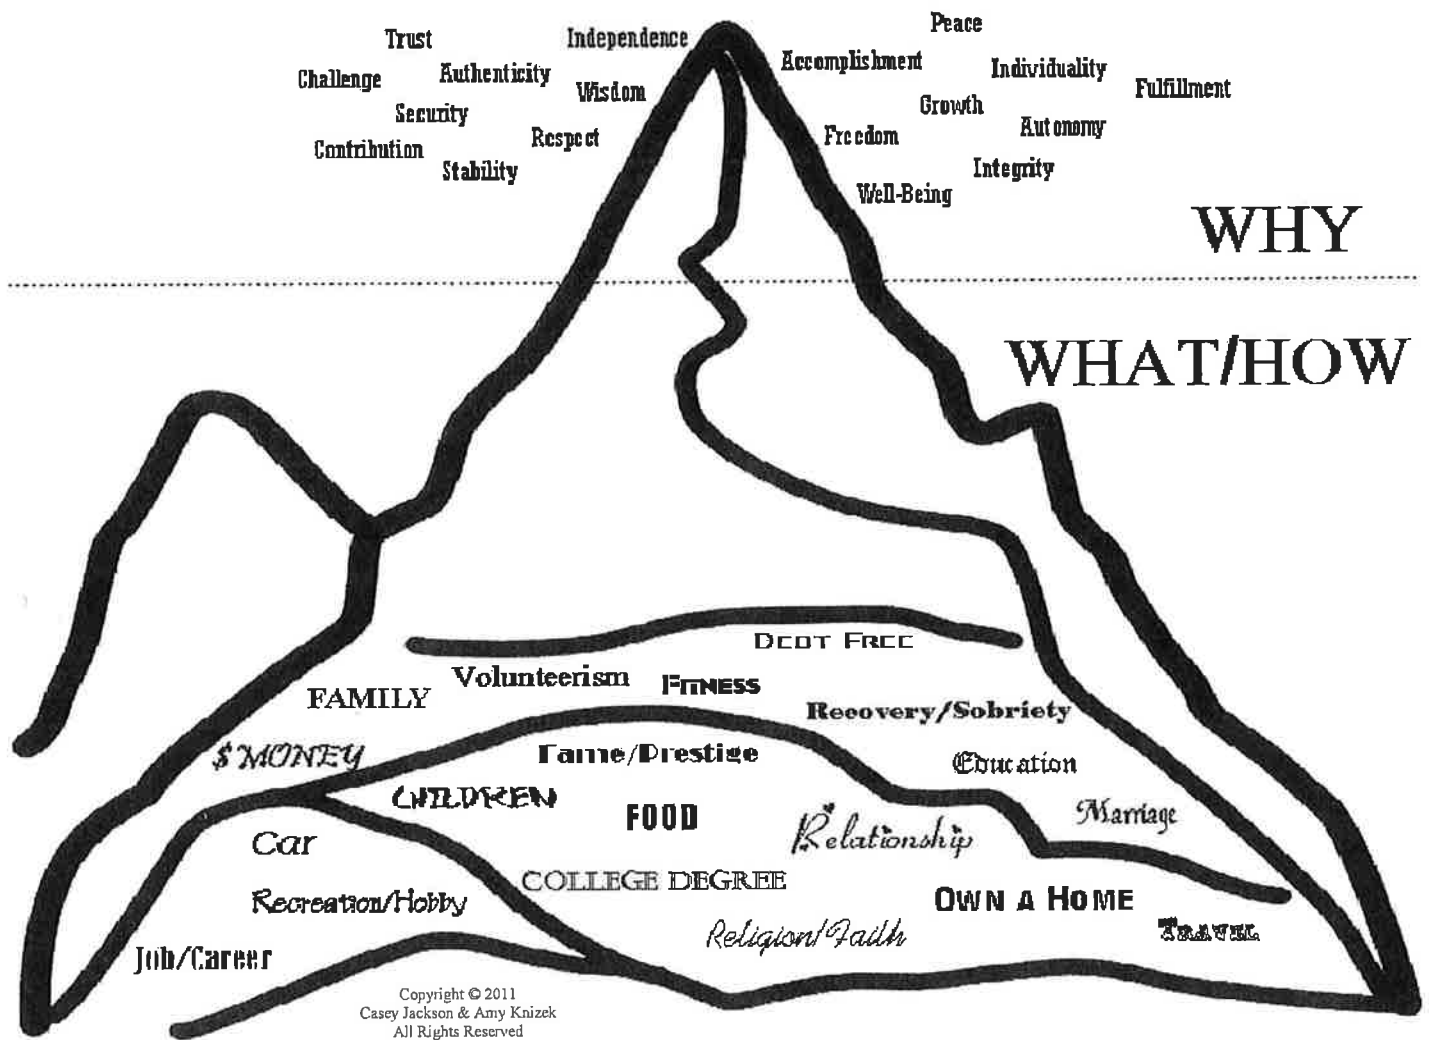 Peace
Trust
Independence
Accomplishment
Challenge
Authenticity
Individuality
Wisdom
Fulfillment
Security
Growth
Contribution
Respect
Freedom
Autonomy
Stability
Integrity
Well-Being
WHY
WHAT/HOW
DEBT FREE
Volunteerism
FITNESS
FAMILY
Recovery/Sobriety
$ MONEY
Fame/Prestige
Education
CHILDREN
FOOD
Marriage
Car
Relationship
COLLEGE DEGREE
Recreation/Hobby
OWN A HOME
Religion/Faith
TRAVEL
Job/Career
Copyright © 2011
Casey Jackson & Amy Knizek
All Rights Reserved